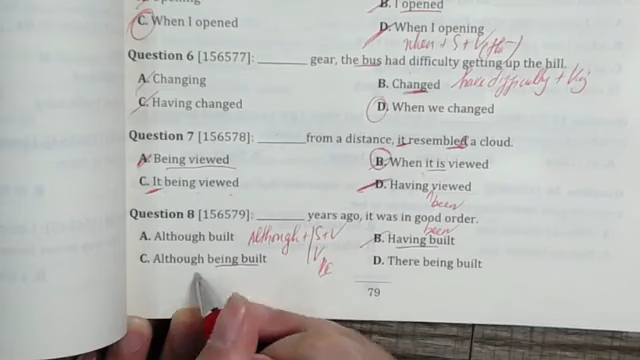 B. I opened
C. When I opened
D. When I opening
when + S + V
Question 6 [156577]: ________ gear, the bus had difficulty getting up the hill.
A. Changing
B. Changed
have difficulty + Ving
C. Having changed
D. When we changed
Question 7 [156578]: ________from a distance, it resembled a cloud.
A. Being viewed
B. When it is viewed
C. It being viewed
D. Having viewed
been
Question 8 [156579]: ________ years ago, it was in good order.
A. Although built
Although + S+V
been
B. Having built
C. Although being built
D. There being built
79